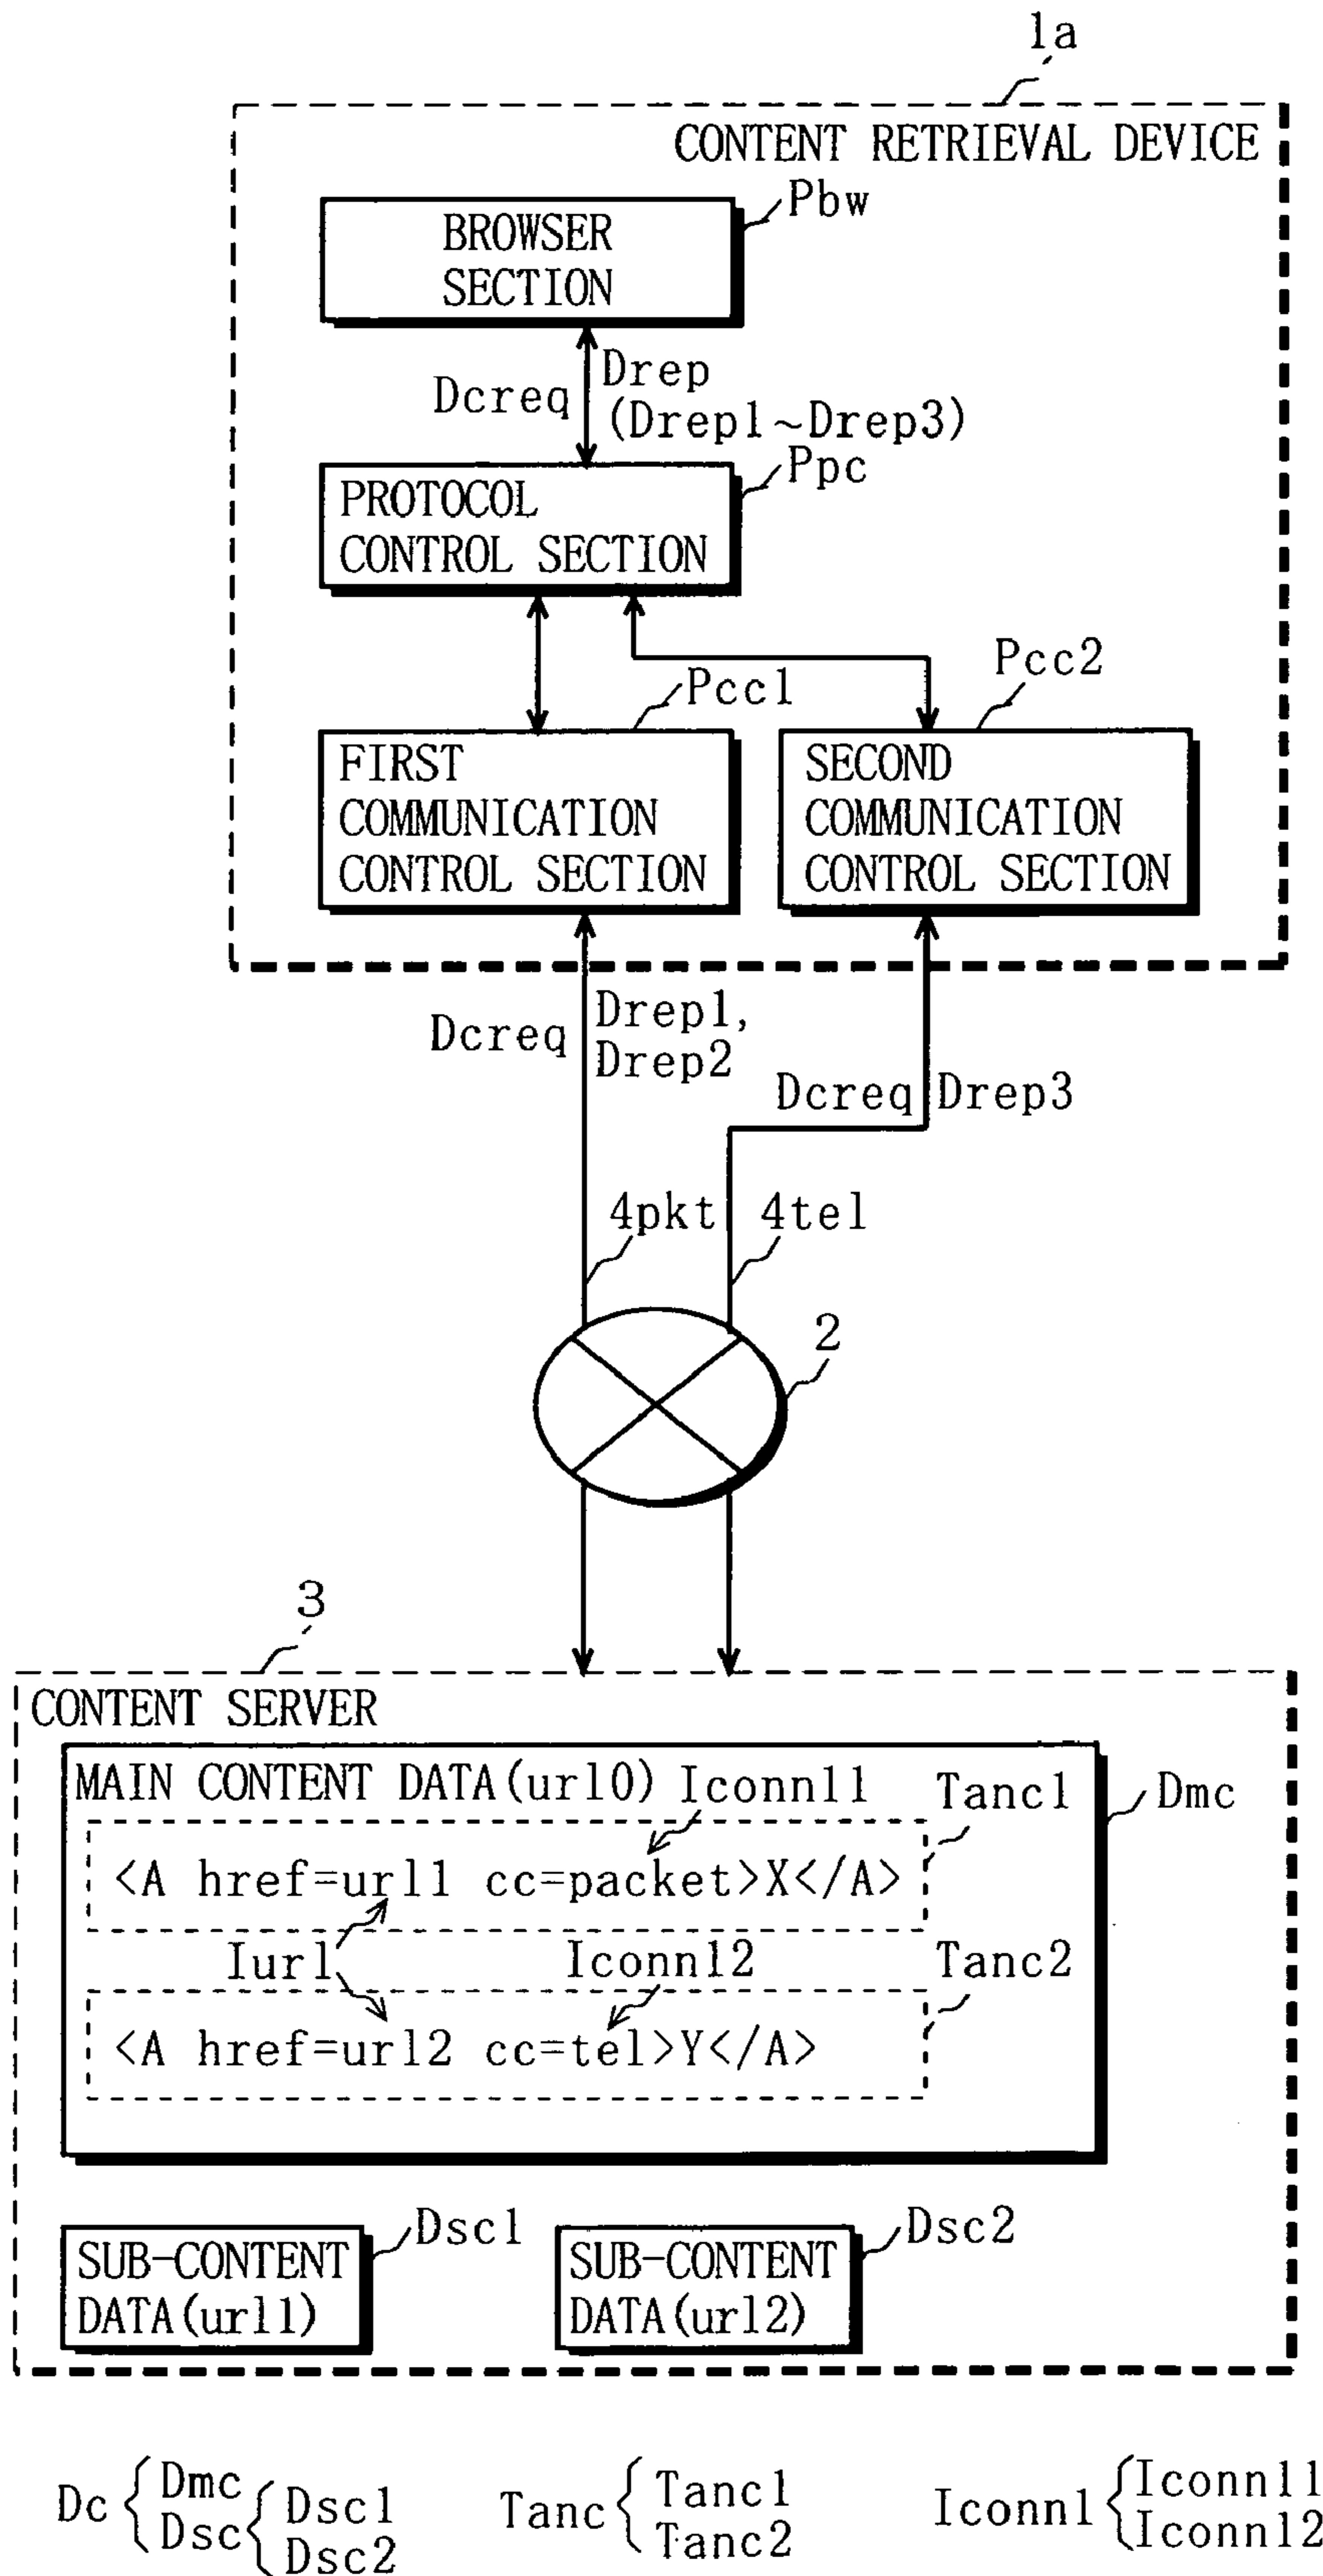 1a
CONTENT RETRIEVAL DEVICE
Pbw
BROWSER
SECTION
Dcreq
Drep
(Drep1~Drep3)
Ppc
PROTOCOL
CONTROL SECTION
Pcc1
Pcc2
FIRST
COMMUNICATION
CONTROL SECTION
SECOND
COMMUNICATION
CONTROL SECTION
Dcreq
Drep1,
Drep2
Dcreq
Drep3
4pkt
4tel
2
3
CONTENT SERVER
MAIN CONTENT DATA(url0)
Iconn11
Tanc1
Dmc
<A href=url1 cc=packet>X</A>
Iurl
Iconn12
Tanc2
<A href=url2 cc=tel>Y</A>
Dsc1
Dsc2
SUB-CONTENT
DATA(url1)
SUB-CONTENT
DATA(url2)
Dc { Dmc
Dsc { Dsc1
Dsc2
Tanc { Tanc1
Tanc2
Iconn1 { Iconn11
Iconn12